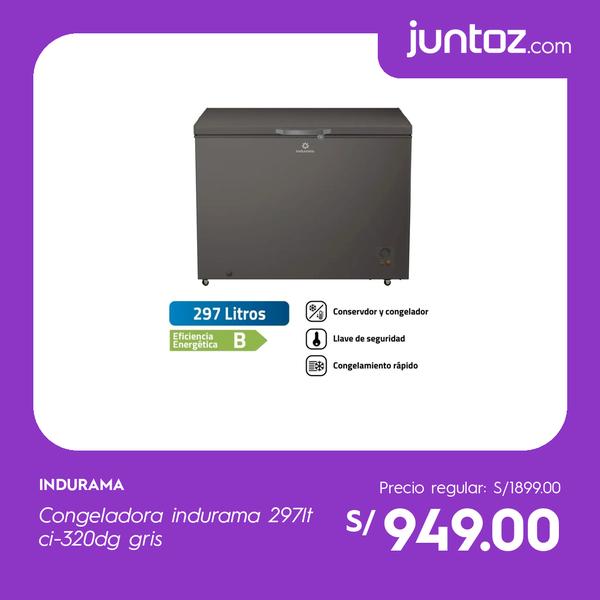 juntoz.com
indurama
297 Litros
Eficiencia
Energética
B
Conservdor y congelador
Llave de seguridad
Congelamiento rápido
INDURAMA
Congeladora indurama 297lt
ci-320dg gris
Precio regular: S/1899.00
S/ 949.00